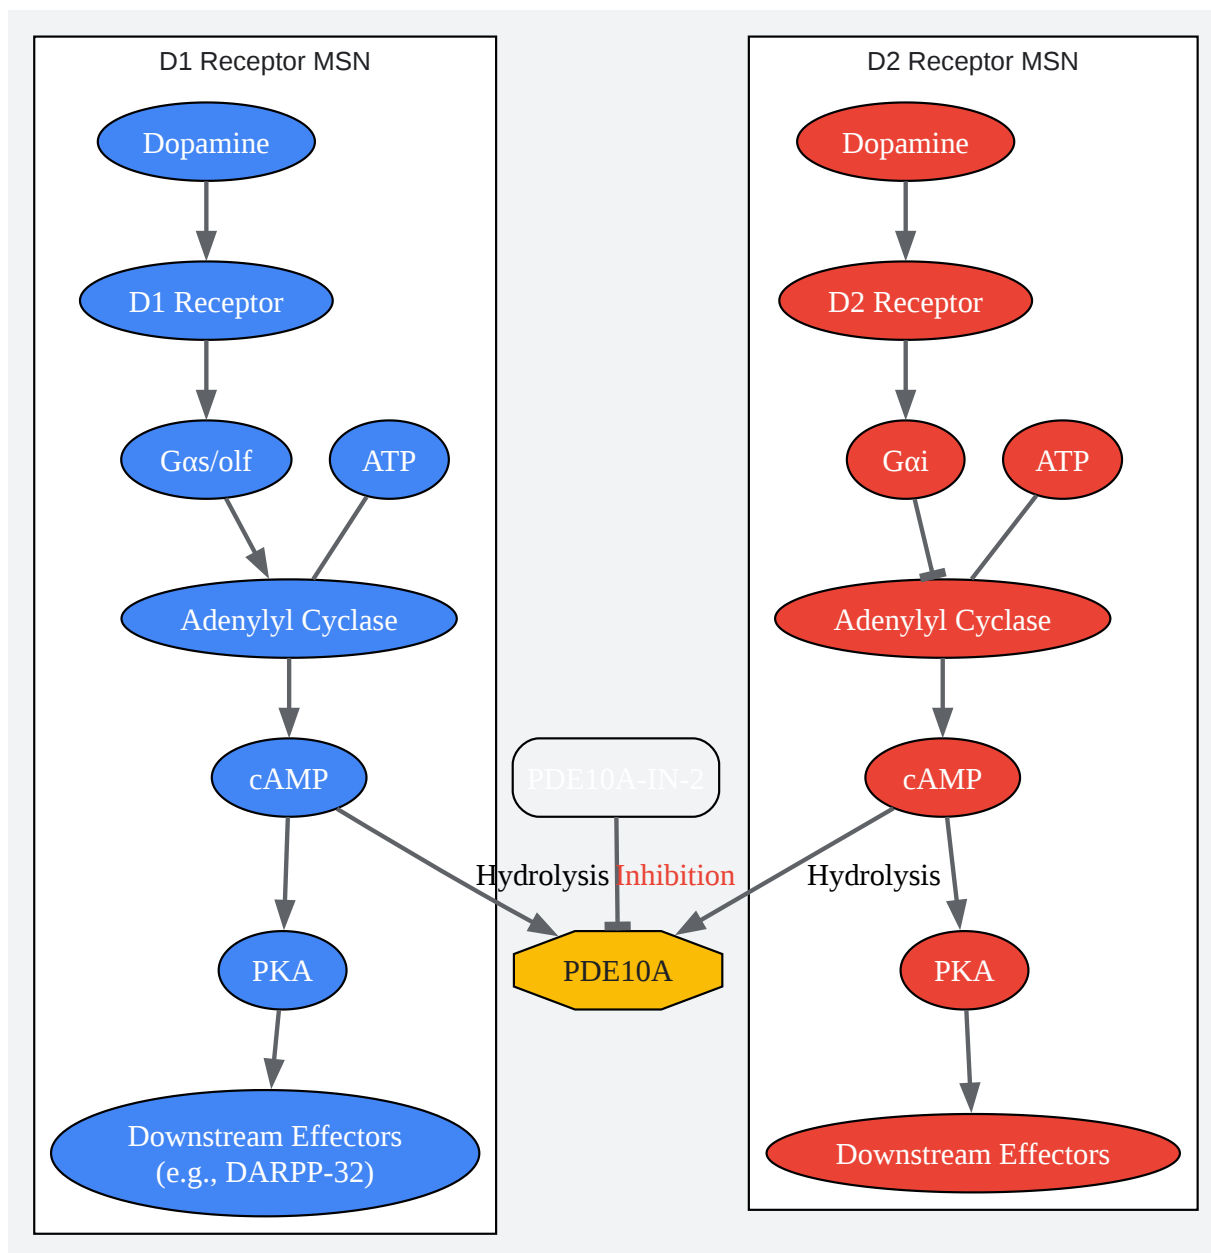 D1 Receptor MSN
Dopamine
D1 Receptor
Gαs/olf
ATP
Adenylyl Cyclase
cAMP
PKA
Downstream Effectors
(e.g., DARPP-32)
PDE10A-IN-2
Hydrolysis
Inhibition
Hydrolysis
PDE10A
D2 Receptor MSN
Dopamine
D2 Receptor
Gαi
ATP
Adenylyl Cyclase
cAMP
PKA
Downstream Effectors